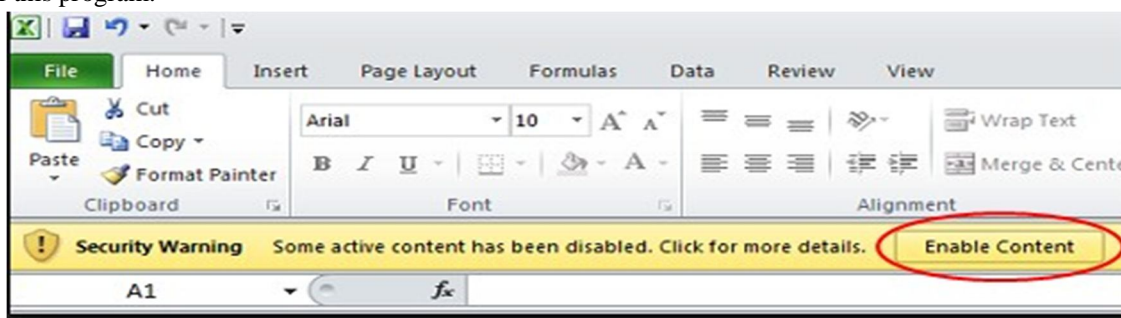 this program.
File Home Insert Page Layout Formulas Data Review View
Cut
Arial 10 A A Wrap Text
Copy
Paste
B I U A Merge & Cente
Format Painter
Clipboard Font Alignment
! Security Warning Some active content has been disabled. Click for more details. Enable Content
A1 fx